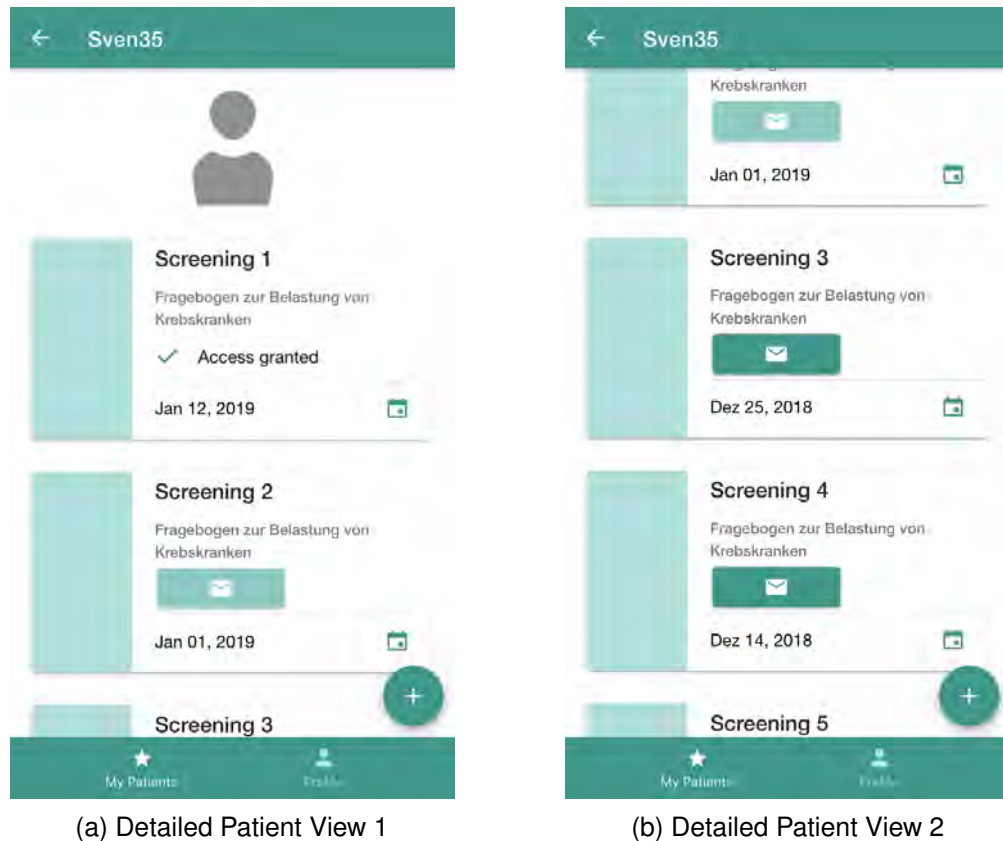 Sven35
Screening 1
Fragebogen zur Belastung von
Krebskranken
Access granted
Jan 12, 2019
Screening 2
Fragebogen zur Belastung von
Krebskranken
Jan 01, 2019
Screening 3
My Patients
Profile
(a) Detailed Patient View 1
Sven35
Krebskranken
Jan 01, 2019
Screening 3
Fragebogen zur Belastung von
Krebskranken
Dez 25, 2018
Screening 4
Fragebogen zur Belastung von
Krebskranken
Dez 14, 2018
Screening 5
My Patients
Profile
(b) Detailed Patient View 2